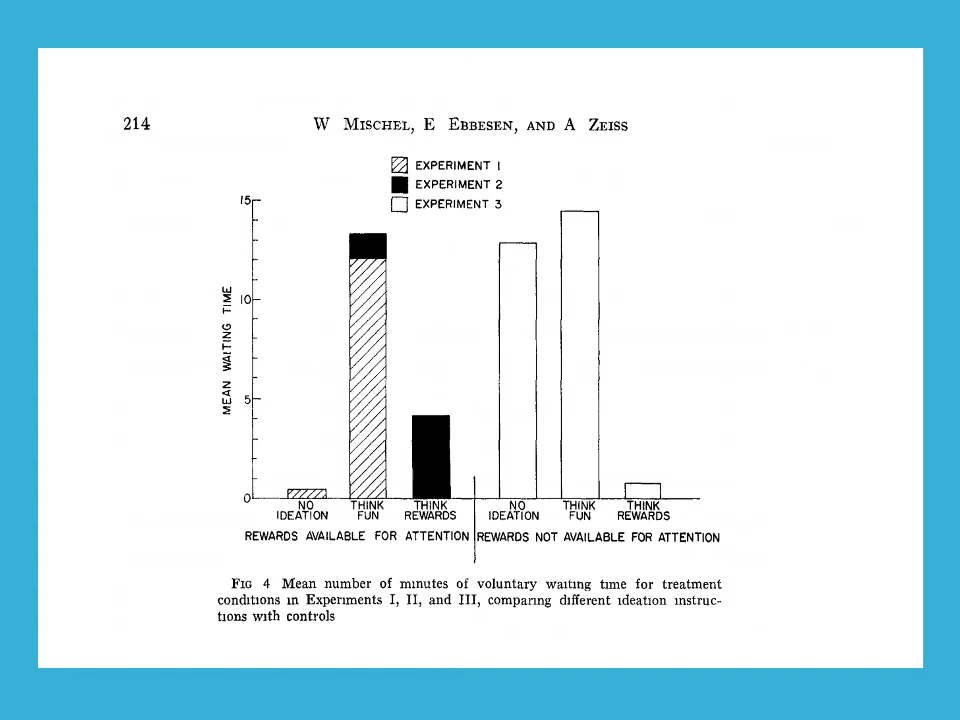 214
W MISCHEL, E EBBESEN, AND A ZEISS
EXPERIMENT I
EXPERIMENT 2
EXPERIMENT 3
15
10
5
0
MEAN WAITING TIME
NO IDEATION
THINK FUN
THINK REWARDS
NO IDEATION
THINK FUN
THINK REWARDS
REWARDS AVAILABLE FOR ATTENTION
REWARDS NOT AVAILABLE FOR ATTENTION
FIG 4 Mean number of minutes of voluntary waiting time for treatment
conditions in Experiments I, II, and III, comparing different ideation instruc-
tions with controls